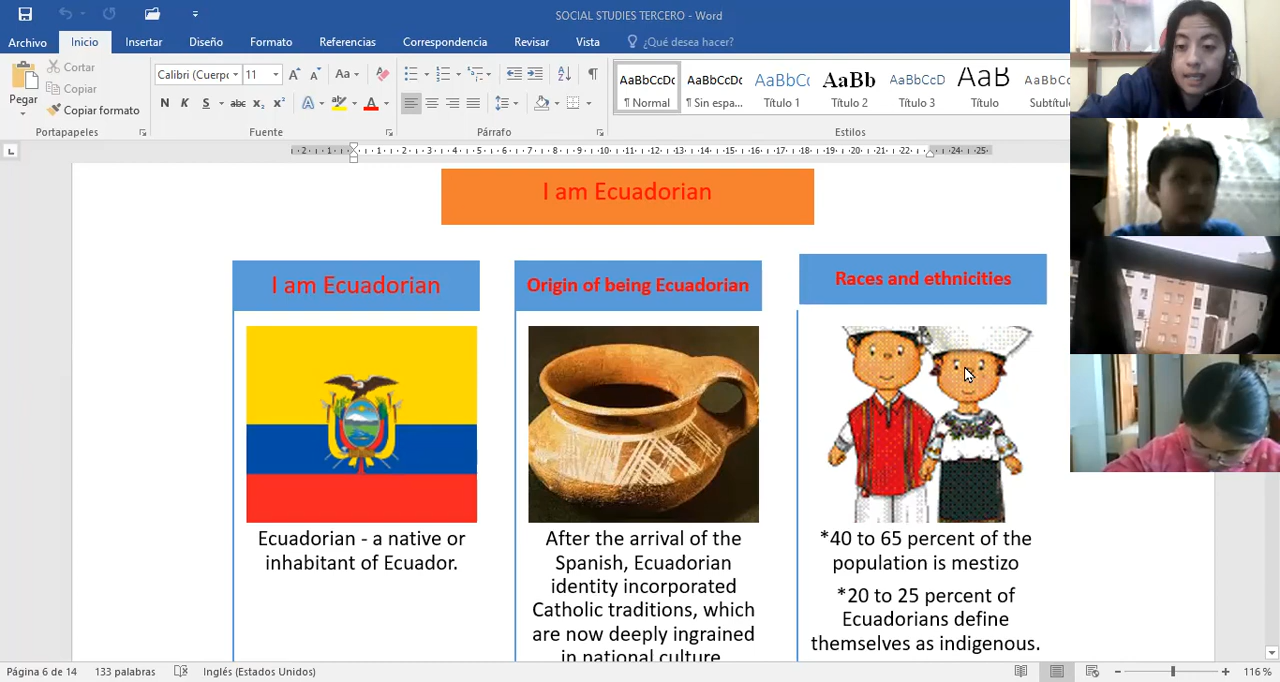 SOCIAL STUDIES TERCERO - Word
Archivo Inicio Insertar Diseño Formato Referencias Correspondencia Revisar Vista ¿Qué desea hacer?
Pegar
Cortar
Copiar
Copiar formato
Portapapeles
Calibri (Cuerpo 11
Fuente
Párrafo
AaBbCcDc AaBbCcDc AaBbCc AaBb AaBbCcD AaB AaBbCc
¶ Normal ¶ Sin espa... Título 1 Título 2 Título 3 Título Subtítu
Estilos
I am Ecuadorian
I am Ecuadorian
Ecuadorian - a native or
inhabitant of Ecuador.
Origin of being Ecuadorian
After the arrival of the
Spanish, Ecuadorian
identity incorporated
Catholic traditions, which
are now deeply ingrained
in national culture
Races and ethnicities
*40 to 65 percent of the
population is mestizo
*20 to 25 percent of
Ecuadorians define
themselves as indigenous.
Página 6 de 14 133 palabras Inglés (Estados Unidos) 116 %